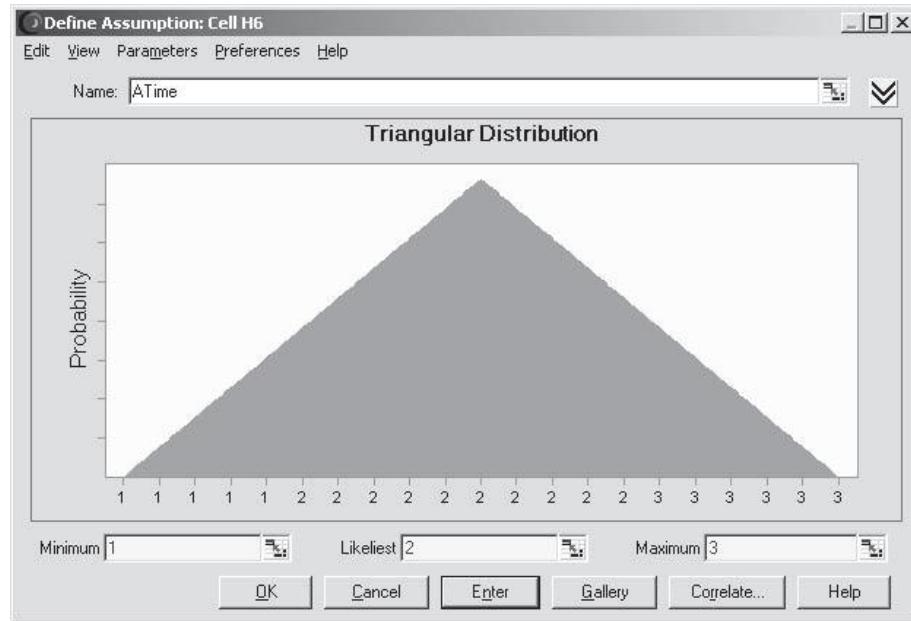 Define Assumption: Cell H6
Edit View Parameters Preferences Help
Name: ATime
Triangular Distribution
Probability
1 1 1 1 1 2 2 2 2 2 2 2 2 2 2 3 3 3 3 3 3
Minimum 1 Likeliest 2 Maximum 3
OK Cancel Enter Gallery Correlate... Help